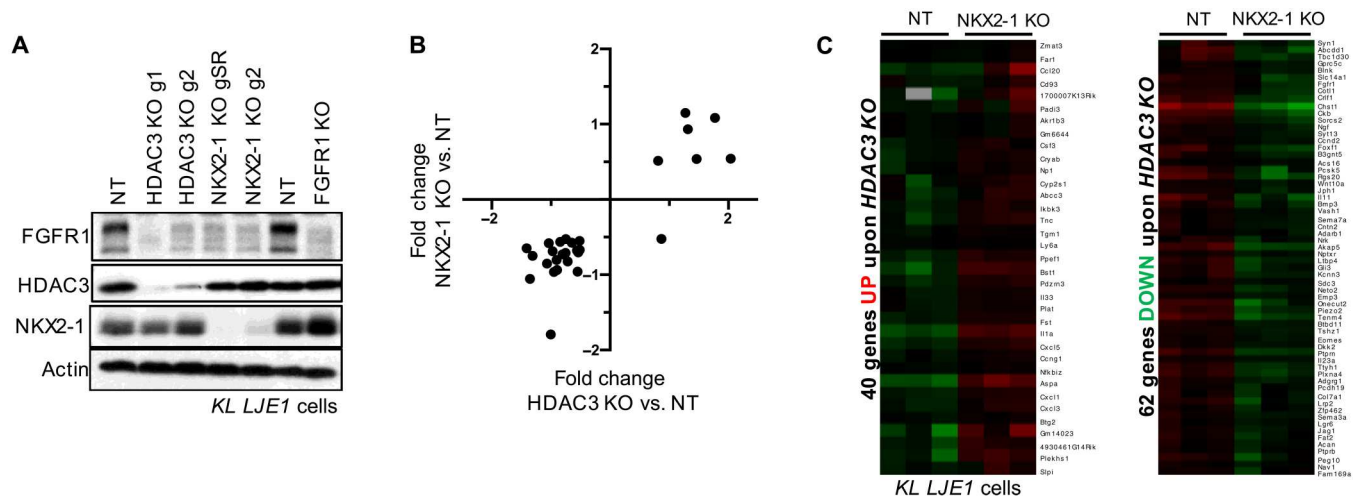 A
NT
HDAC3 KO g1
HDAC3 KO g2
NKX2-1 KO gSR
NKX2-1 KO g2
NT
FGFR1 KO
FGFR1
HDAC3
NKX2-1
Actin
KL LJE1 cells
B
Fold change
NKX2-1 KO vs. NT
2
1
−1
−2
−2
2
Fold change
HDAC3 KO vs. NT
C
NT
NKX2-1 KO
40 genes UP upon HDAC3 KO
Zmat3
Far1
Ccl20
Cd93
1700007K13Rik
Padi3
Akr1b3
Gm6644
Csf3
Cryab
Np1
Cyp2s1
Abcc3
Ikbk3
Tnc
Tgm1
Ly6a
Ppef1
Bst1
Pdzrn3
Il33
Plat
Fst
Il1a
Cxcl5
Ccng1
Nfkbiz
Aspa
Cxcl1
Cxcl3
Btg2
Gm14023
4930461G14Rik
Plekhs1
Slpi
KL LJE1 cells
NT
NKX2-1 KO
62 genes DOWN upon HDAC3 KO
Syn1
Abcdd1
Tbc1d30
Gprc5c
Blnk
Slc14a1
Fgfr1
Cotl1
Crlf1
Chst1
Ckb
Sorcs2
Ngf
Syt13
Ccnd2
Foxf1
B3gnt5
Acs16
Pcsk5
Rgs20
Wnt10a
Jph1
Il11
Bmp3
Vash1
Sema7a
Cntn2
Adarb1
Nrk
Akap5
Nptxr
Ltbp4
Gli3
Kcnn3
Sdc3
Neto2
Emp3
Onecut2
Piezo2
Tenm4
Btbd11
Tshz1
Eomes
Dkk2
Ptprn
Il23a
Ttyh1
Plxna4
Adgrg1
Pcdh19
Col7a1
Lrp2
Zfp462
Sema3a
Lgr6
Jag1
Fat2
Acan
Ptprb
Peg10
Nav1
Fam169a